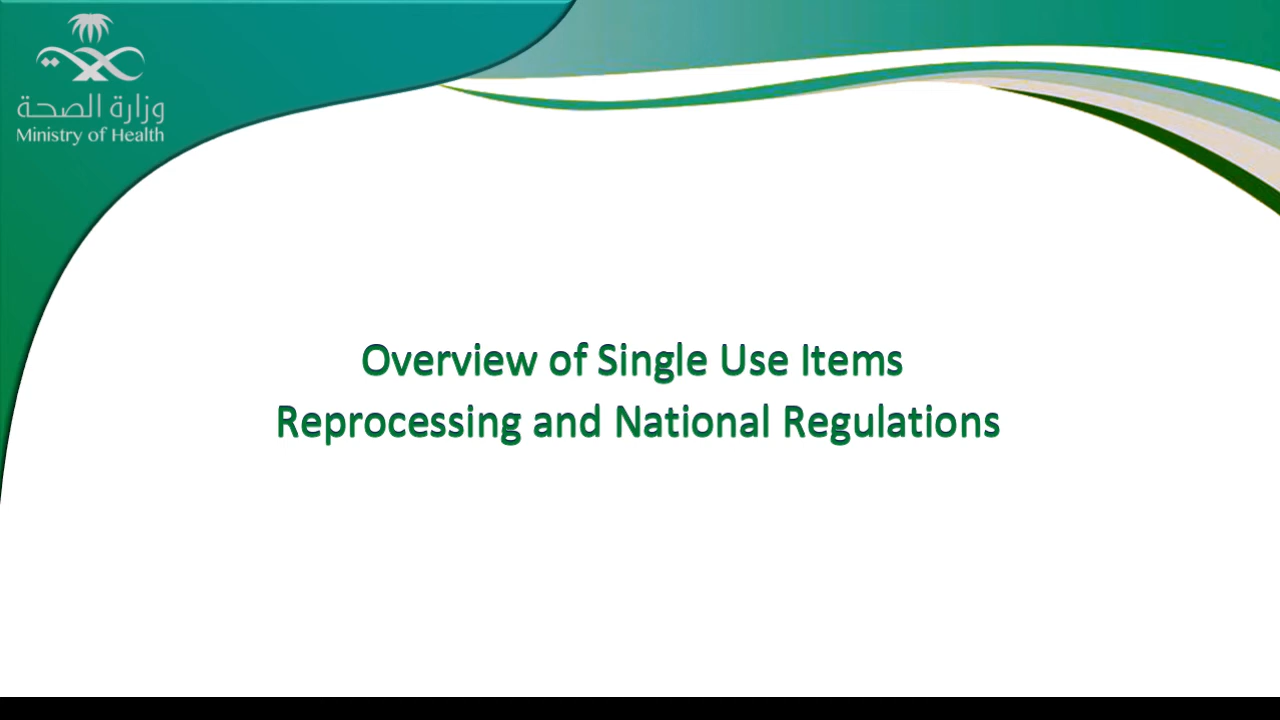 وزارة الصحة
Ministry of Health
Overview of Single Use Items
Reprocessing and National Regulations